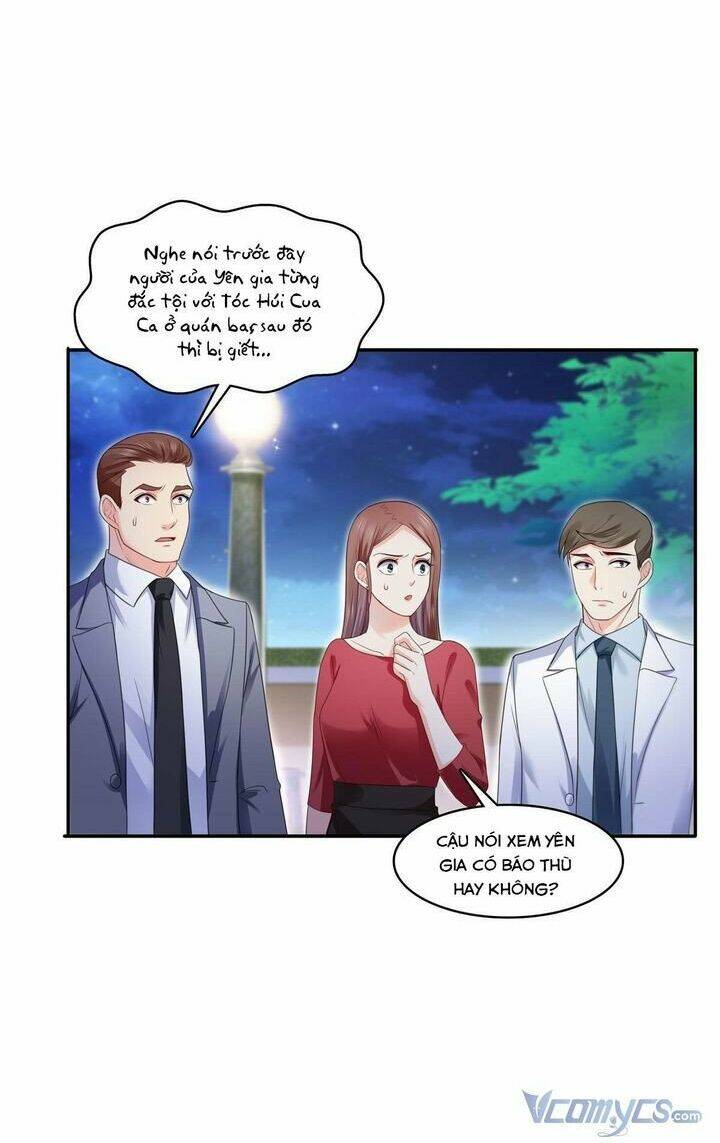 Nghe nói trước đây
người của Yên gia từng
đắc tội với Tóc Húi Cua
Ca ở quán bar, sau đó
thì bị giết...
CẬU NÓI XEM YÊN
GIA CÓ BÁO THÙ
HAY KHÔNG?
VCOMYCS.com